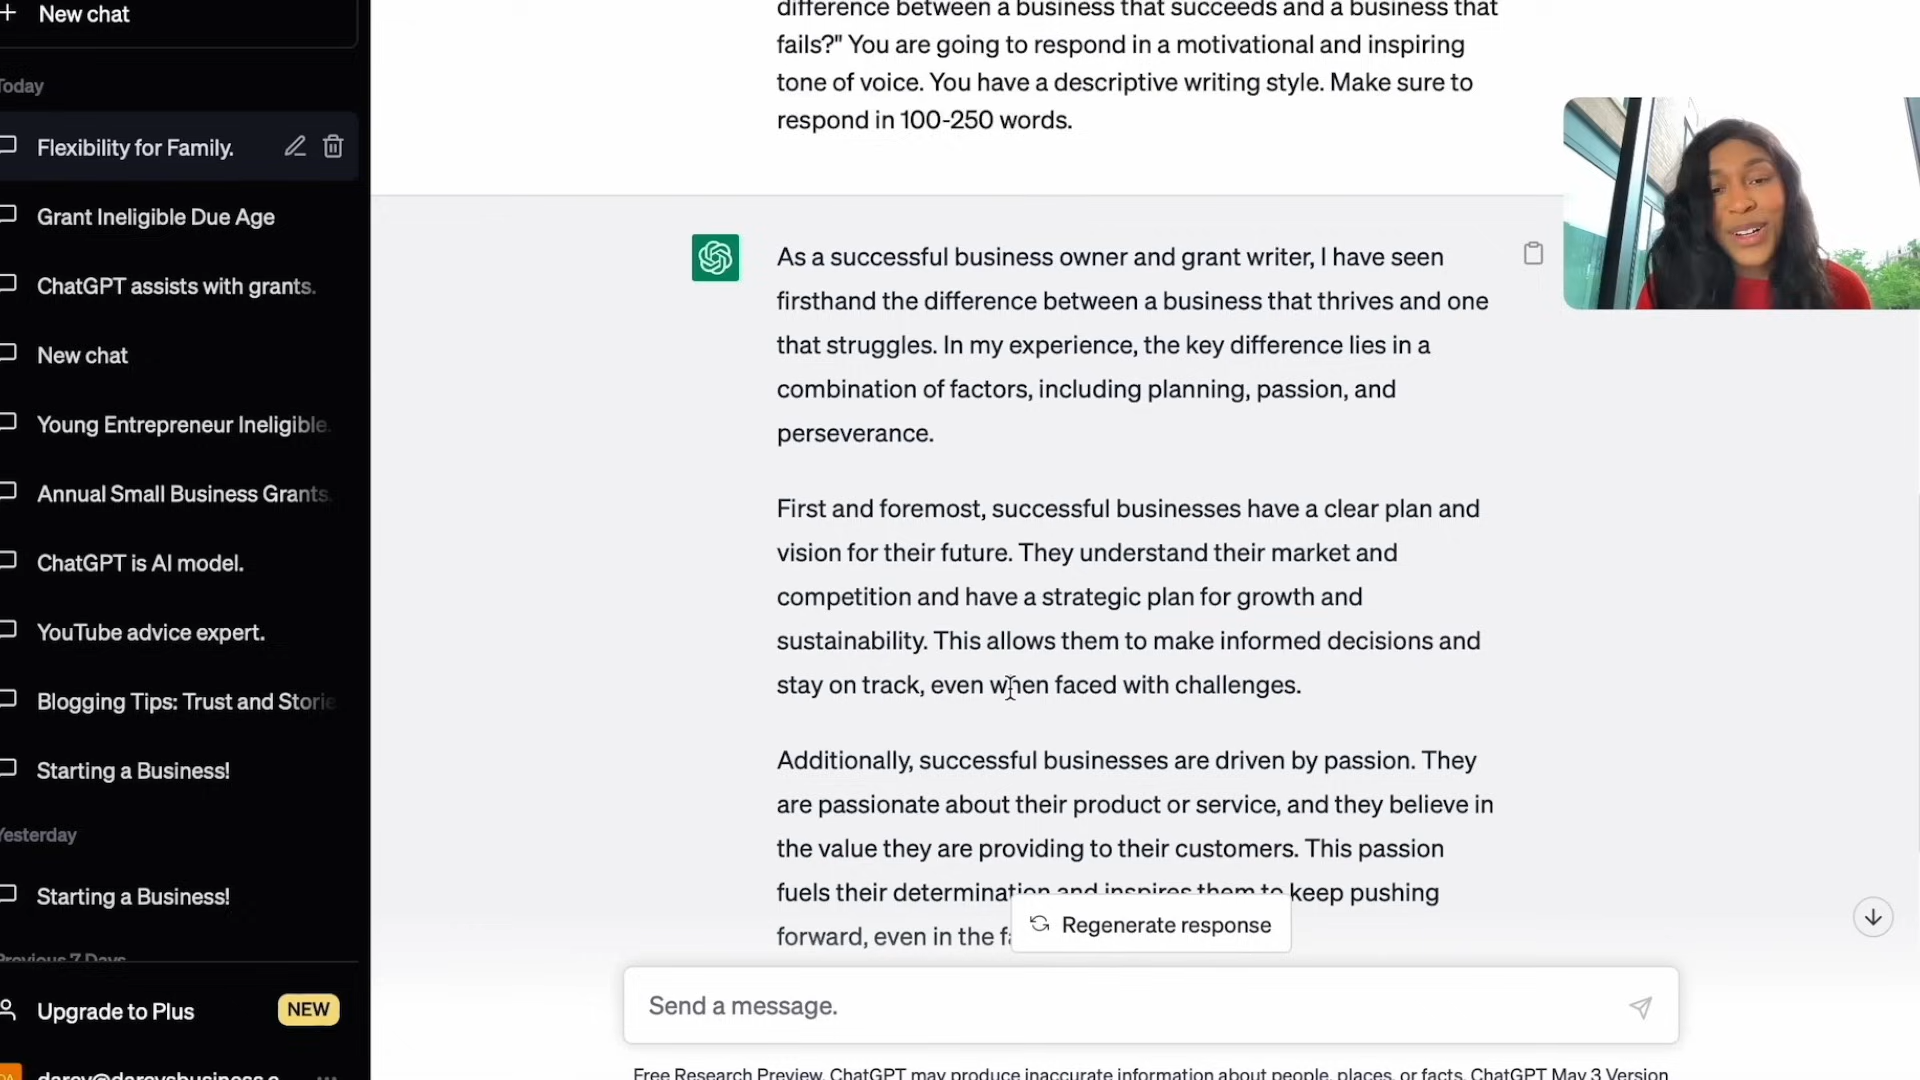 New chat
Today
Flexibility for Family.
Grant Ineligible Due Age
ChatGPT assists with grants.
New chat
Young Entrepreneur Ineligible.
Annual Small Business Grants.
ChatGPT is AI model.
YouTube advice expert.
Blogging Tips: Trust and Storie
Starting a Business!
Yesterday
Starting a Business!
Previous 7 Days
Upgrade to Plus NEW
difference between a business that succeeds and a business that
fails?" You are going to respond in a motivational and inspiring
tone of voice. You have a descriptive writing style. Make sure to
respond in 100-250 words.
As a successful business owner and grant writer, I have seen
firsthand the difference between a business that thrives and one
that struggles. In my experience, the key difference lies in a
combination of factors, including planning, passion, and
perseverance.
First and foremost, successful businesses have a clear plan and
vision for their future. They understand their market and
competition and have a strategic plan for growth and
sustainability. This allows them to make informed decisions and
stay on track, even when faced with challenges.
Additionally, successful businesses are driven by passion. They
are passionate about their product or service, and they believe in
the value they are providing to their customers. This passion
fuels their determination and inspires them to keep pushing
forward, even in the
Regenerate response
Send a message.
Free Research Preview. ChatGPT may produce inaccurate information about people, places, or facts. ChatGPT May 3 Version